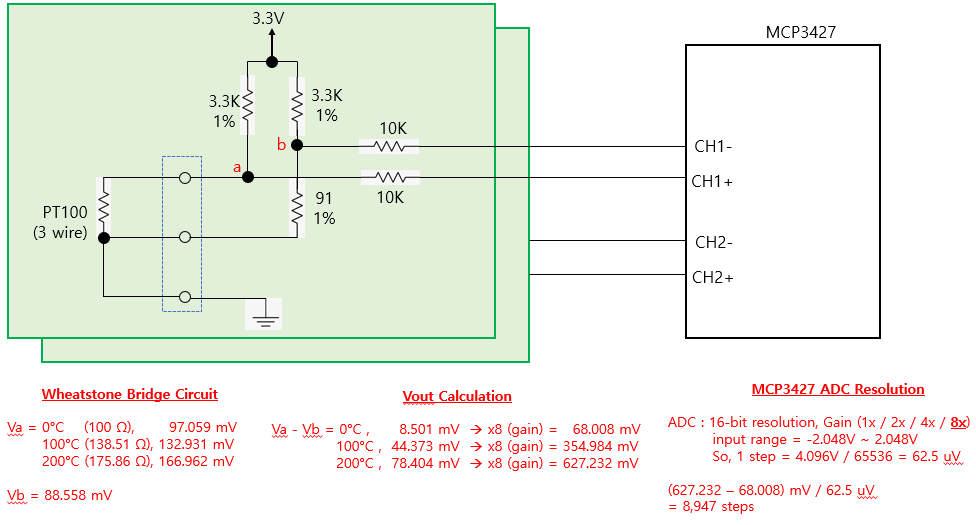 3.3V
MCP3427
3.3K
1%
3.3K
1%
b
10K
CH1-
a
CH1+
10K
91
1%
PT100
(3 wire)
CH2-
CH2+
Wheatstone Bridge Circuit
Va = 0°C (100 Ω), 97.059 mV
100°C (138.51 Ω), 132.931 mV
200°C (175.86 Ω), 166.962 mV
Vb = 88.558 mV
Vout Calculation
Va - Vb = 0°C , 8.501 mV → x8 (gain) = 68.008 mV
100°C , 44.373 mV → x8 (gain) = 354.984 mV
200°C , 78.404 mV → x8 (gain) = 627.232 mV
MCP3427 ADC Resolution
ADC : 16-bit resolution, Gain (1x / 2x / 4x / 8x)
input range = -2.048V ~ 2.048V
So, 1 step = 4.096V / 65536 = 62.5 uV
(627.232 – 68.008) mV / 62.5 uV
= 8,947 steps